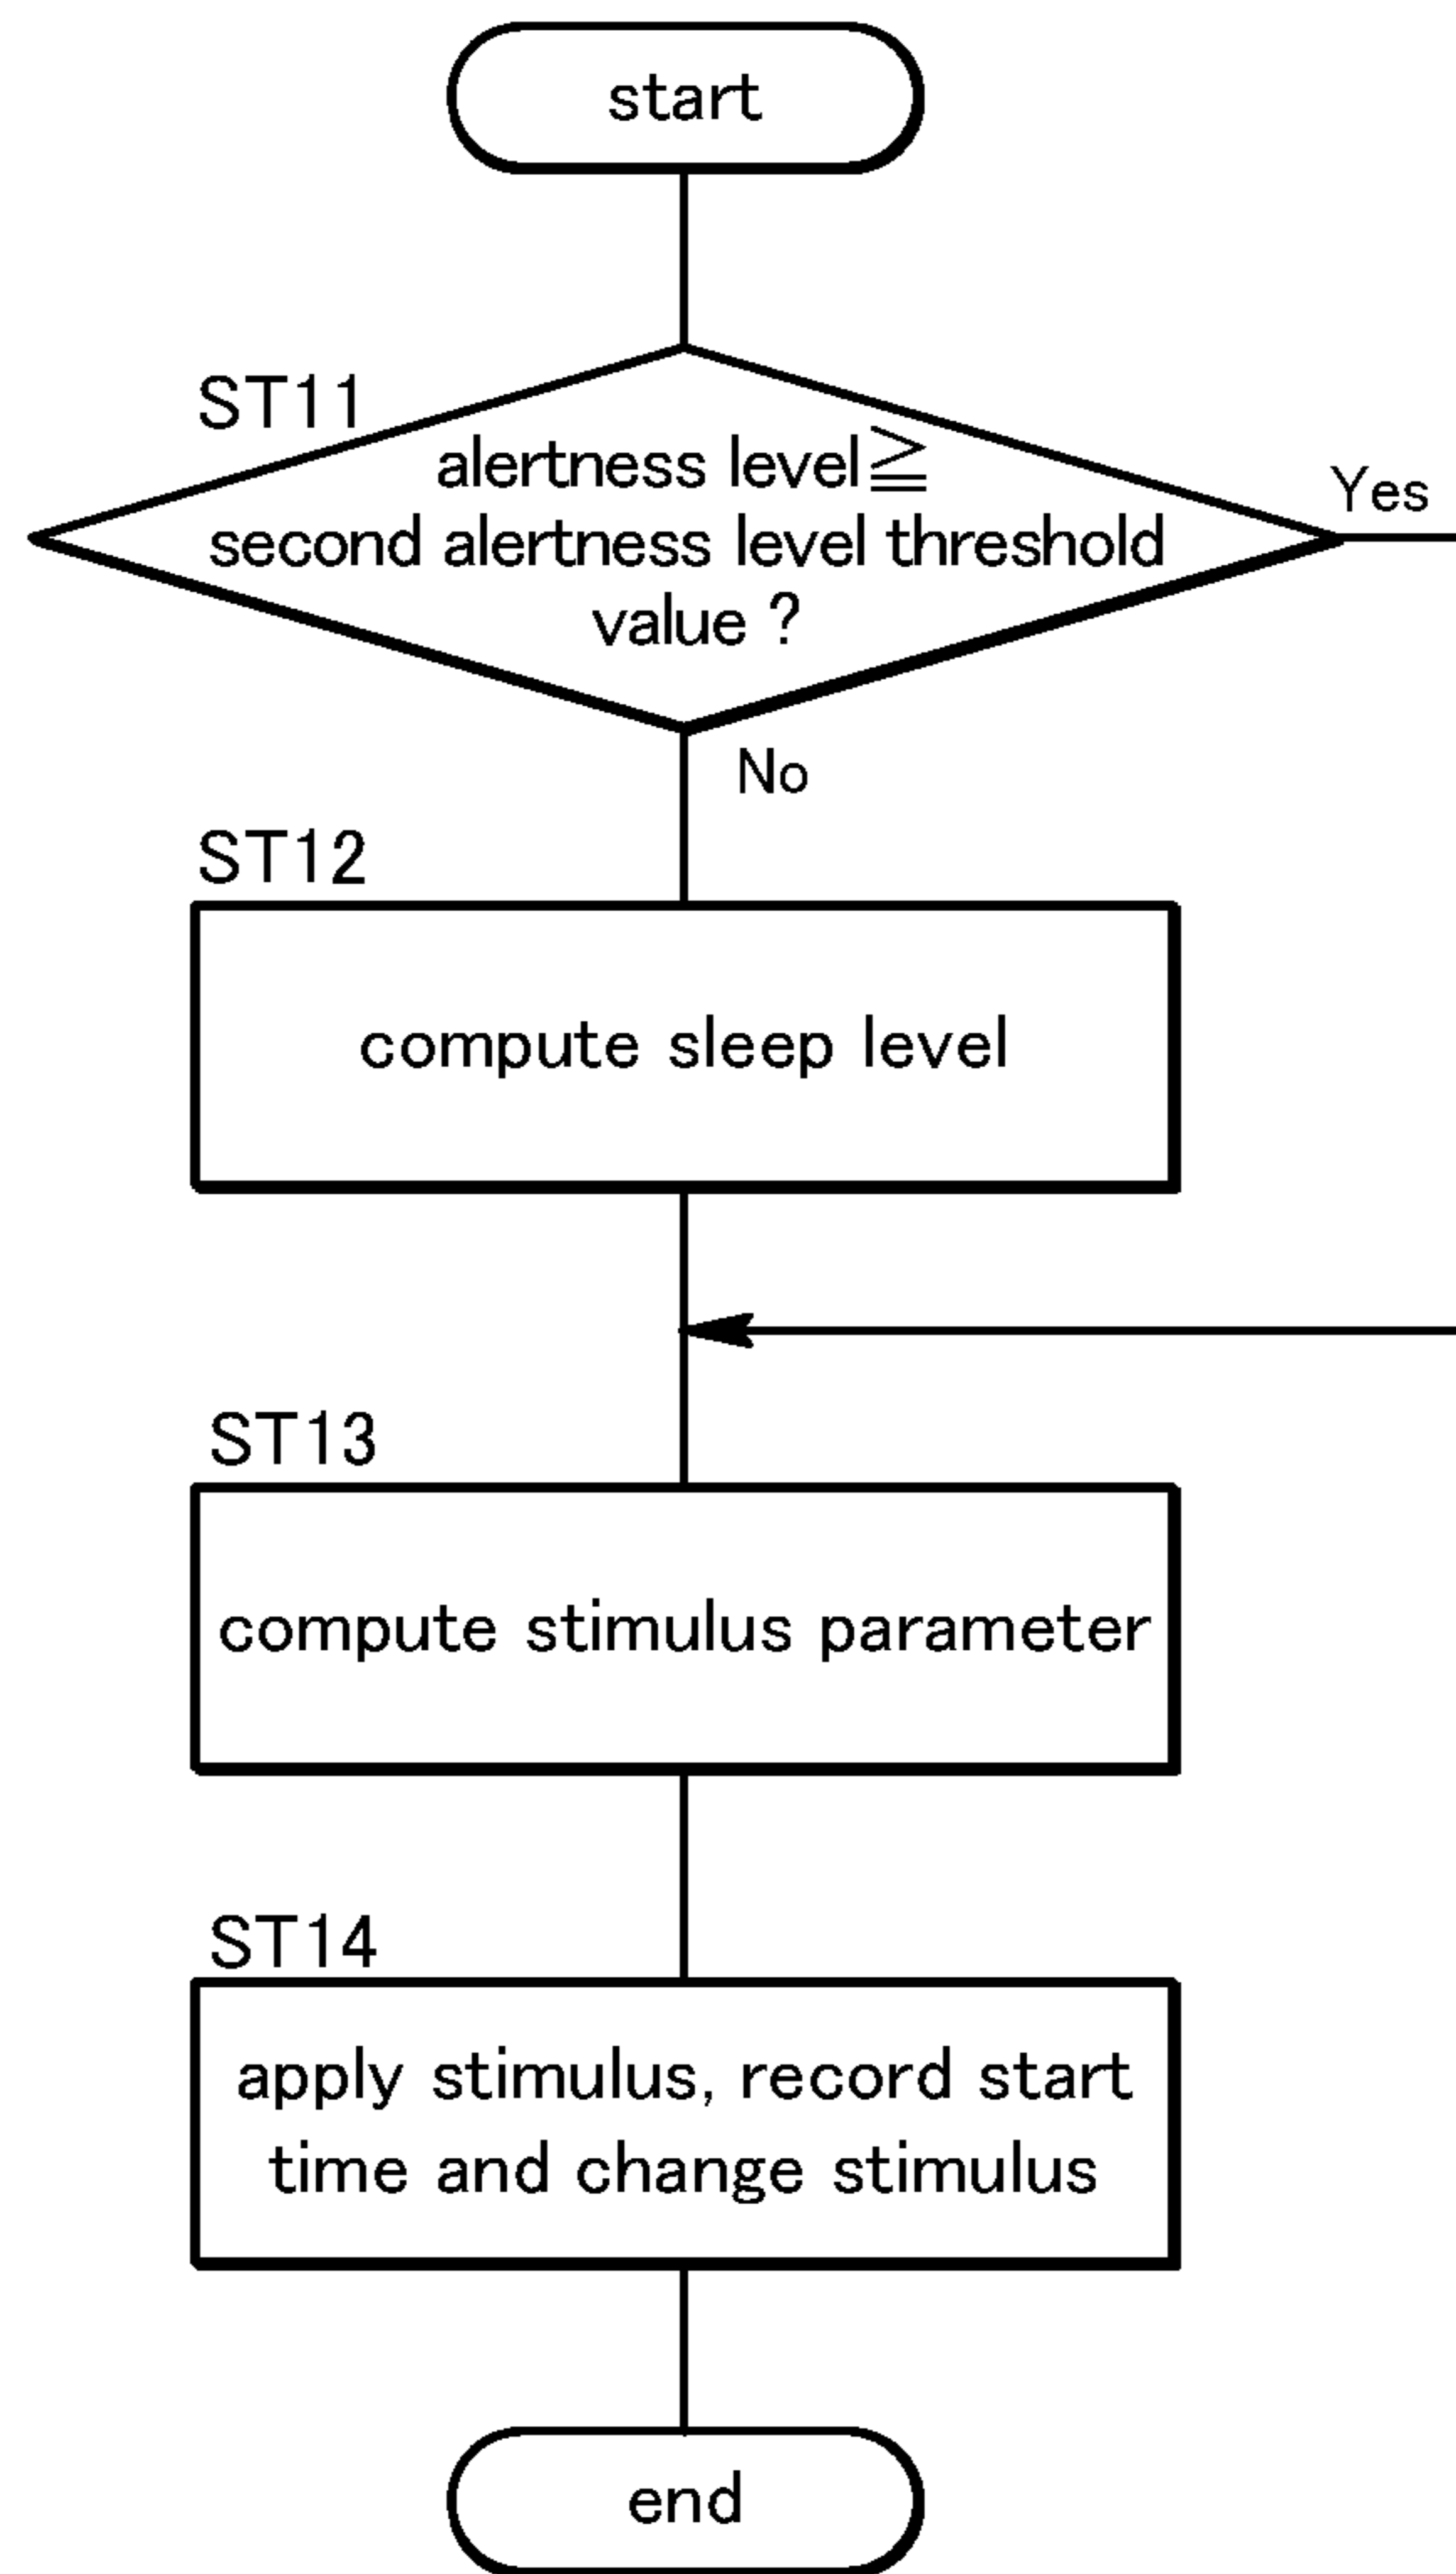 start
ST11
alertness level≧
second alertness level threshold
value ?
Yes
No
ST12
compute sleep level
ST13
compute stimulus parameter
ST14
apply stimulus, record start
time and change stimulus
end